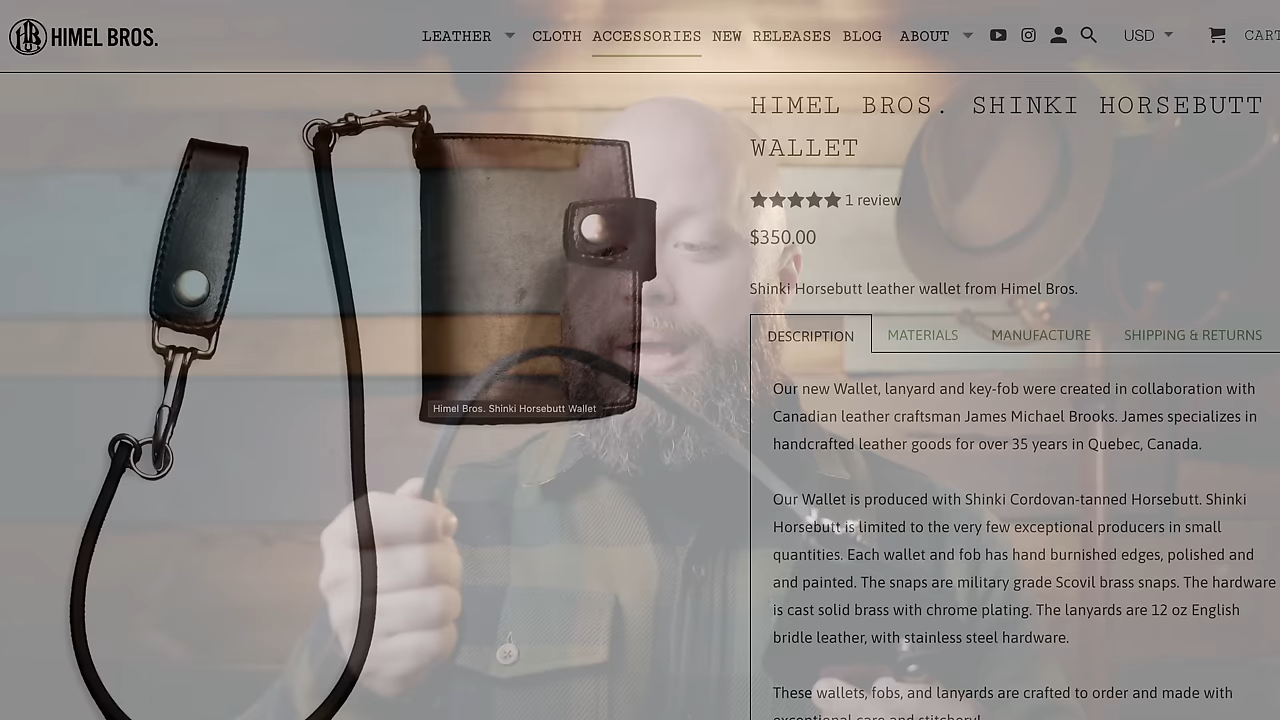 HB HIMEL BROS.
LEATHER CLOTH ACCESSORIES NEW RELEASES BLOG ABOUT USD CART
HIMEL BROS. SHINKI HORSEBUTT
WALLET
1 review
$350.00
Shinki Horsebutt leather wallet from Himel Bros.
DESCRIPTION MATERIALS MANUFACTURE SHIPPING & RETURNS
Our new Wallet, lanyard and key-fob were created in collaboration with
Canadian leather craftsman James Michael Brooks. James specializes in
handcrafted leather goods for over 35 years in Quebec, Canada.
Our Wallet is produced with Shinki Cordovan-tanned Horsebutt. Shinki
Horsebutt is limited to the very few exceptional producers in small
quantities. Each wallet and fob has hand burnished edges, polished and
and painted. The snaps are military grade Scovil brass snaps. The hardware
is cast solid brass with chrome plating. The lanyards are 12 oz English
bridle leather, with stainless steel hardware.
These wallets, fobs, and lanyards are crafted to order and made with
exceptional care and stitchery!
Himel Bros. Shinki Horsebutt Wallet